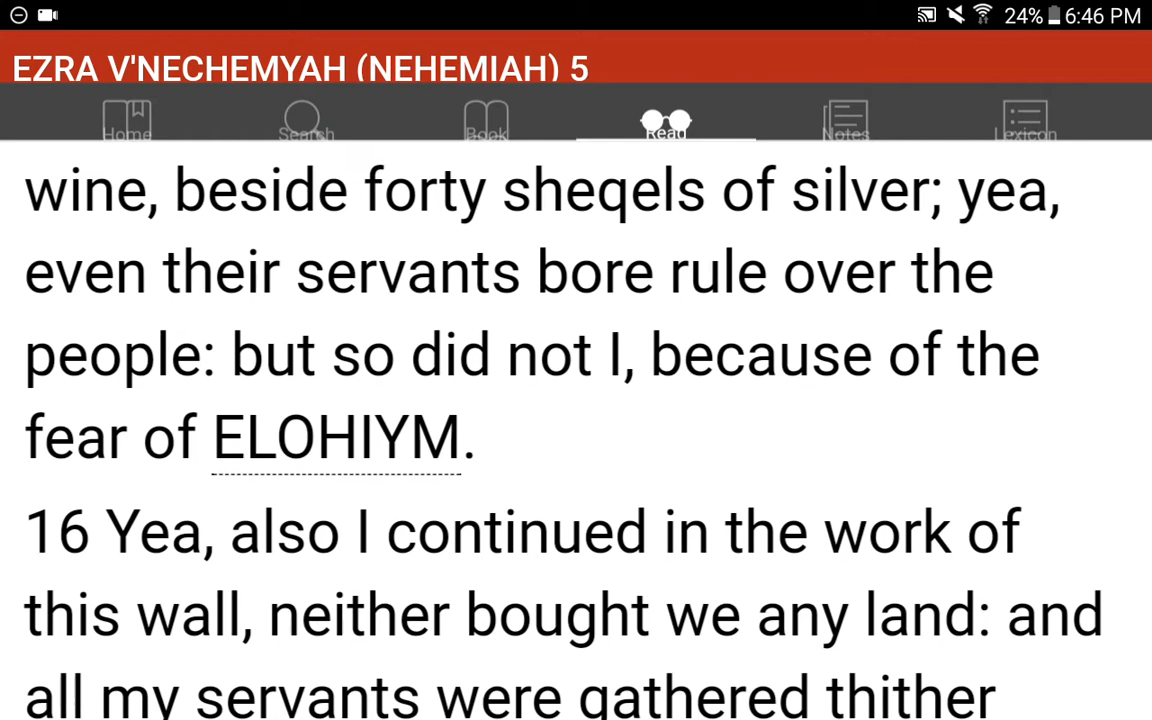 24% 6:46 PM
EZRA V'NECHEMYAH (NEHEMIAH) 5
Home Search Book Read Notes Lexicon
wine, beside forty sheqels of silver; yea,
even their servants bore rule over the
people: but so did not I, because of the
fear of ELOHIYM.
16 Yea, also I continued in the work of
this wall, neither bought we any land: and
all my servants were gathered thither